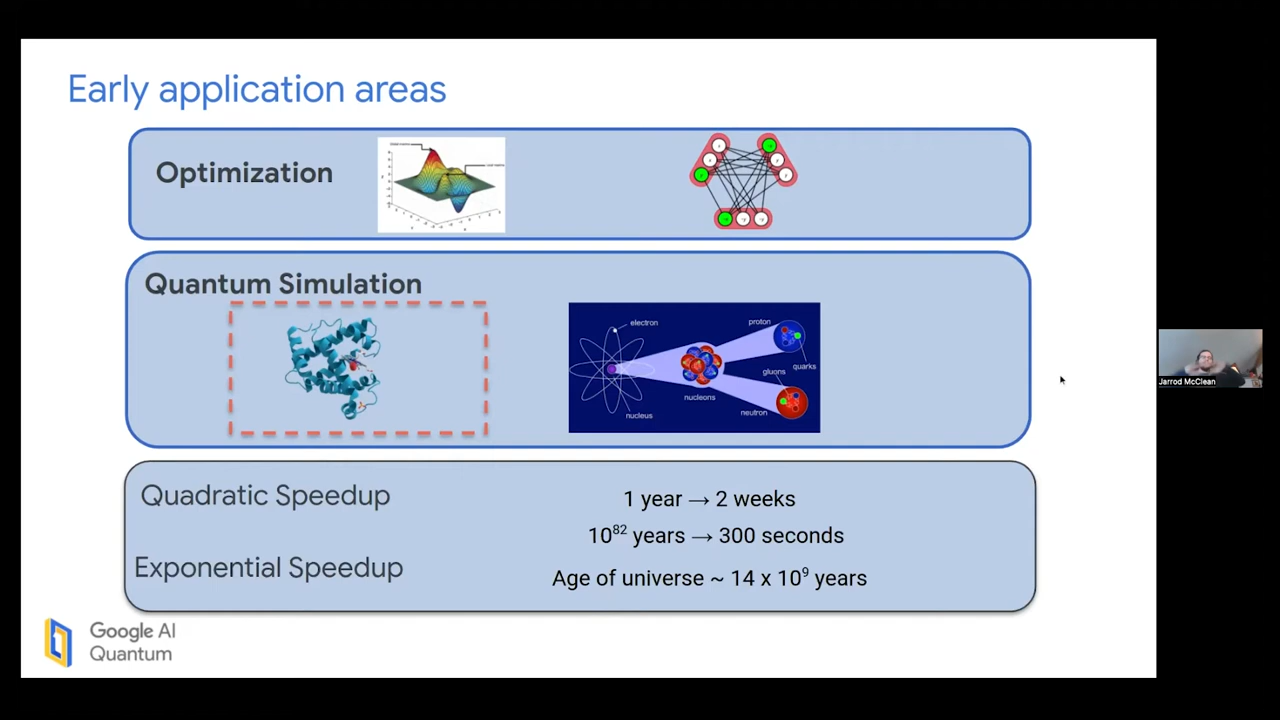 Early application areas
Optimization
Quantum Simulation
electron
nucleus
nucleons
proton
quarks
gluons
neutron
Quadratic Speedup
1 year → 2 weeks
10⁸² years → 300 seconds
Exponential Speedup
Age of universe ~ 14 x 10⁹ years
Google AI
Quantum
Jarrod McClean